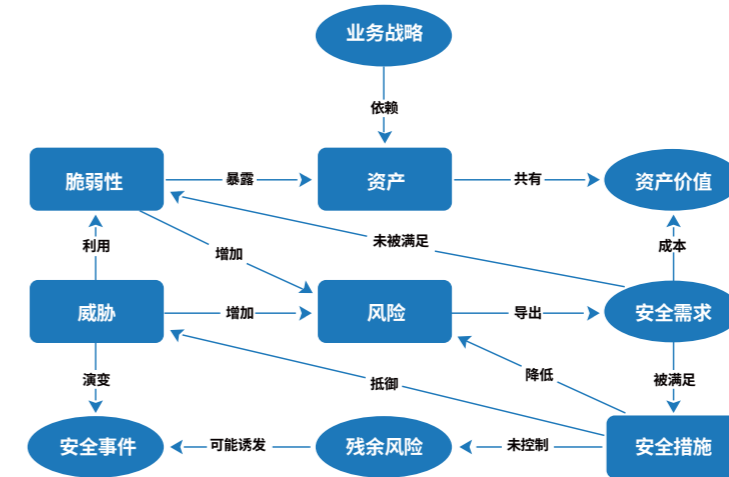 业务战略
依赖
脆弱性
暴露
资产
共有
资产价值
利用
增加
未被满足
成本
威胁
增加
风险
导出
安全需求
演变
抵御
降低
被满足
安全事件
可能诱发
残余风险
未控制
安全措施